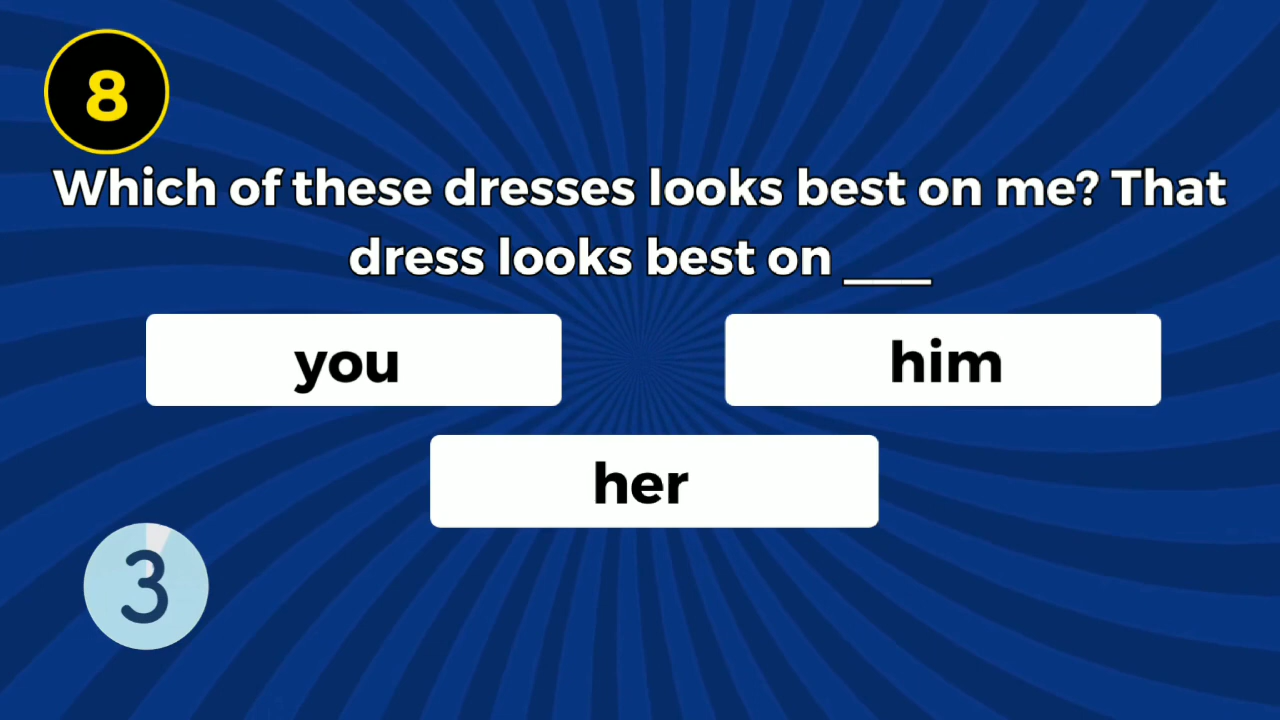 8
Which of these dresses looks best on me? That
dress looks best on ___
you
him
her
3